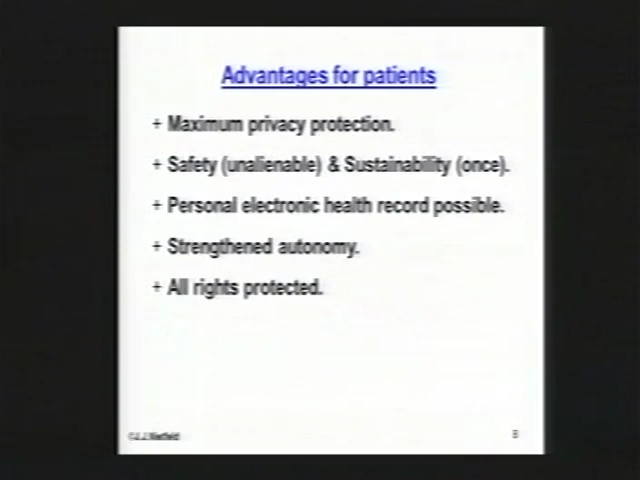 Advantages for patients
+ Maximum privacy protection.
+ Safety (unalienable) & Sustainability (once).
+ Personal electronic health record possible.
+ Strengthened autonomy.
+ All rights protected.